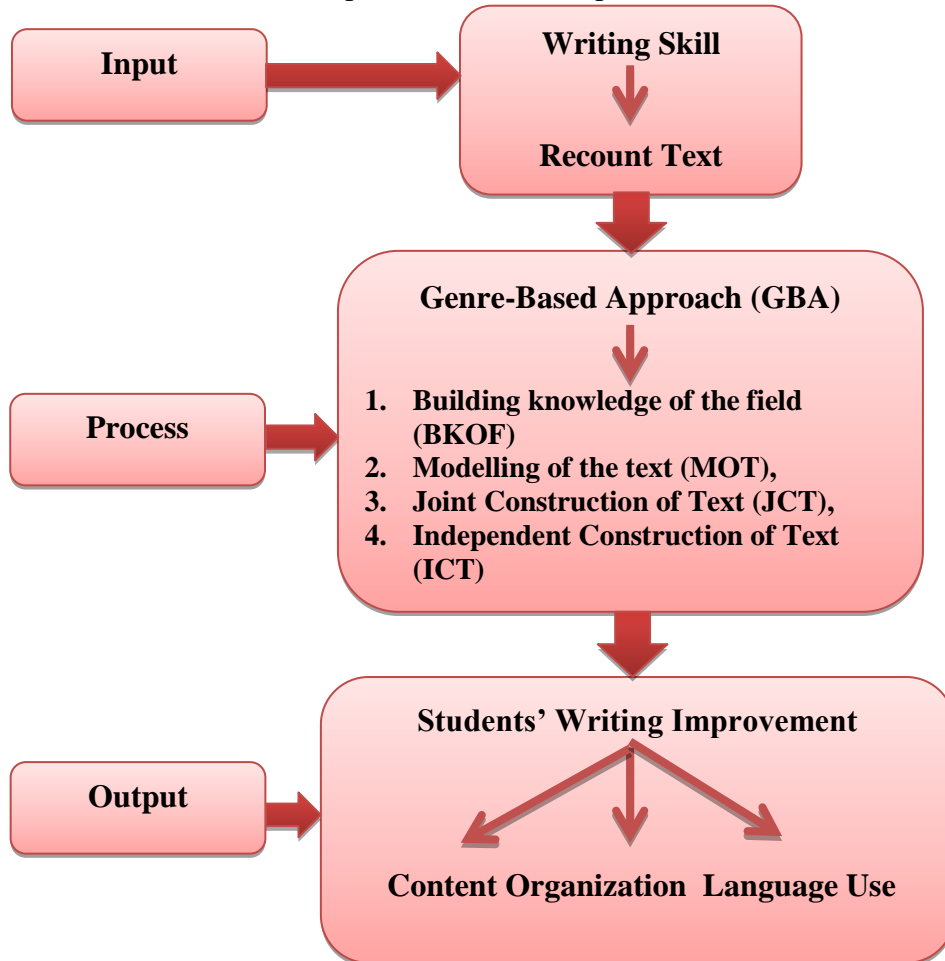 Input
Writing Skill
Recount Text
Process
Genre-Based Approach (GBA)
1. Building knowledge of the field
(BKOF)
2. Modelling of the text (MOT),
3. Joint Construction of Text (JCT),
4. Independent Construction of Text
(ICT)
Output
Students’ Writing Improvement
Content Organization Language Use